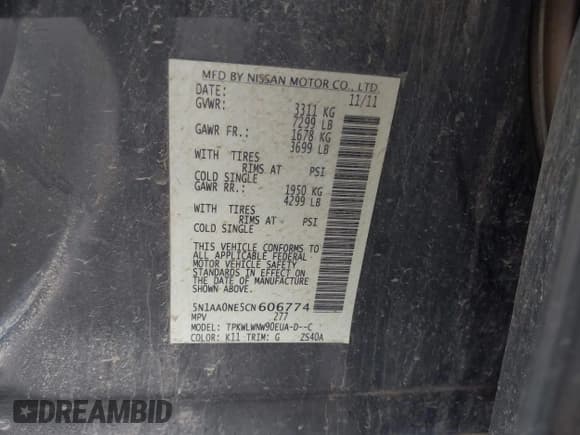 MFD BY NISSAN MOTOR CO., LTD.
DATE: 11/11
GVWR: 3311 KG
7299 LB
GAWR FR.: 1678 KG
3699 LB
WITH TIRES
RIMS AT PSI
COLD SINGLE
GAWR RR.: 1950 KG
4299 LB
WITH TIRES
RIMS AT PSI
COLD SINGLE
THIS VEHICLE CONFORMS TO
ALL APPLICABLE FEDERAL
MOTOR VEHICLE SAFETY
STANDARDS IN EFFECT ON
THE DATE OF MANUFACTURE
SHOWN ABOVE.
5N1AA0NE5CN606774
MPV 277
MODEL: TPKWLWNW90EUA-D--C
COLOR: K11 TRIM: G ZS40A
DREAMBID